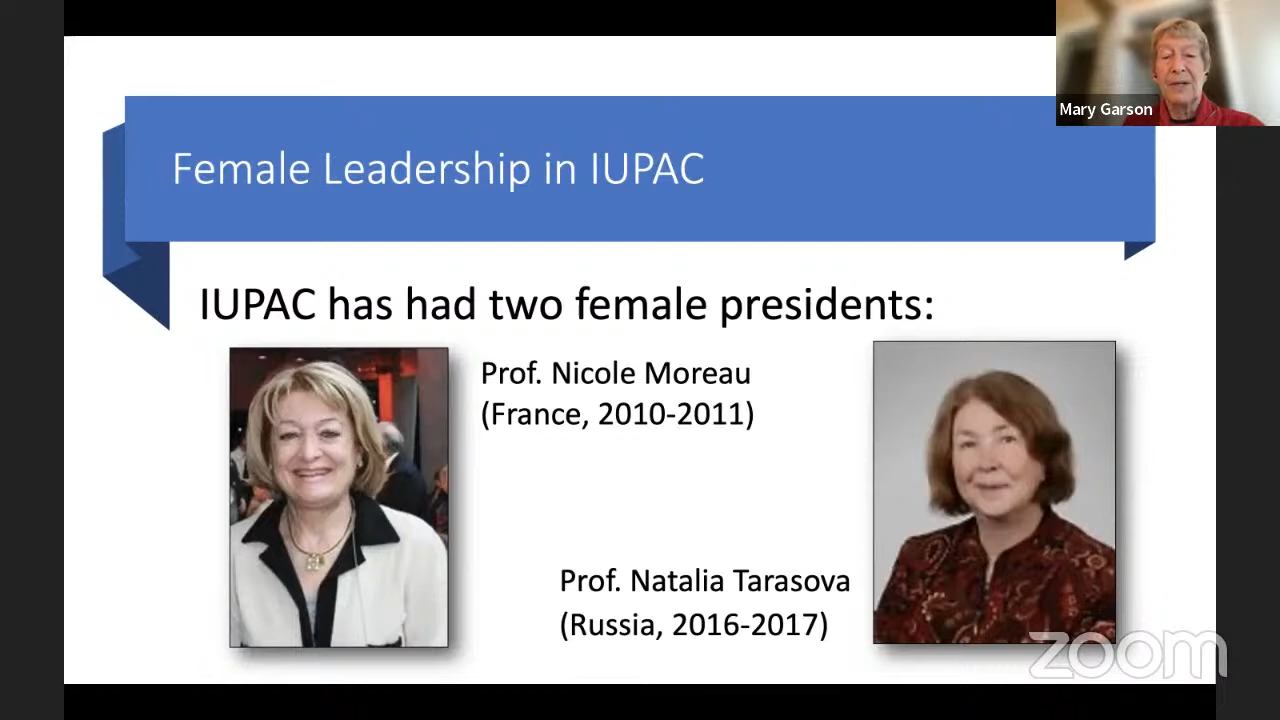 Mary Garson
Female Leadership in IUPAC
IUPAC has had two female presidents:
Prof. Nicole Moreau
(France, 2010-2011)
Prof. Natalia Tarasova
(Russia, 2016-2017)
zoom